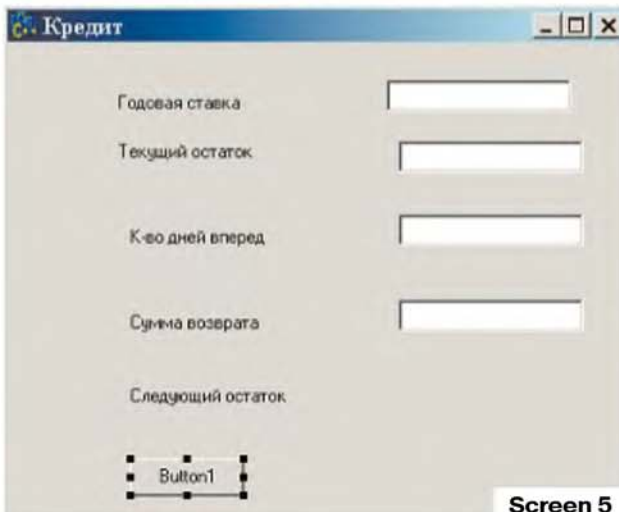 Кредит
Годовая ставка
Текущий остаток
К-во дней вперед
Сумма возврата
Следующий остаток
Button1
Screen 5